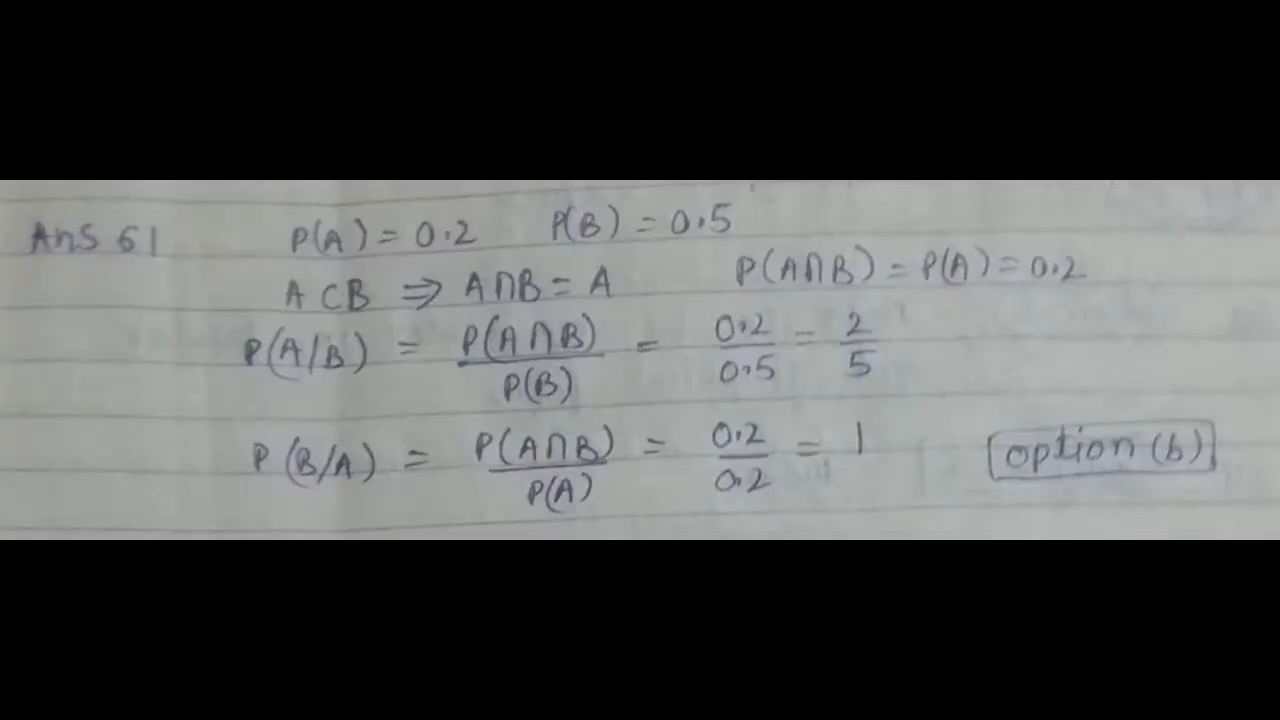 Ans 61 P(A) = 0.2 P(B) = 0.5
A⊂B ⇒ A∩B = A P(A∩B) = P(A) = 0.2
P(A/B) = P(A∩B)/P(B) = 0.2/0.5 = 2/5
P(B/A) = P(A∩B)/P(A) = 0.2/0.2 = 1 option (b)